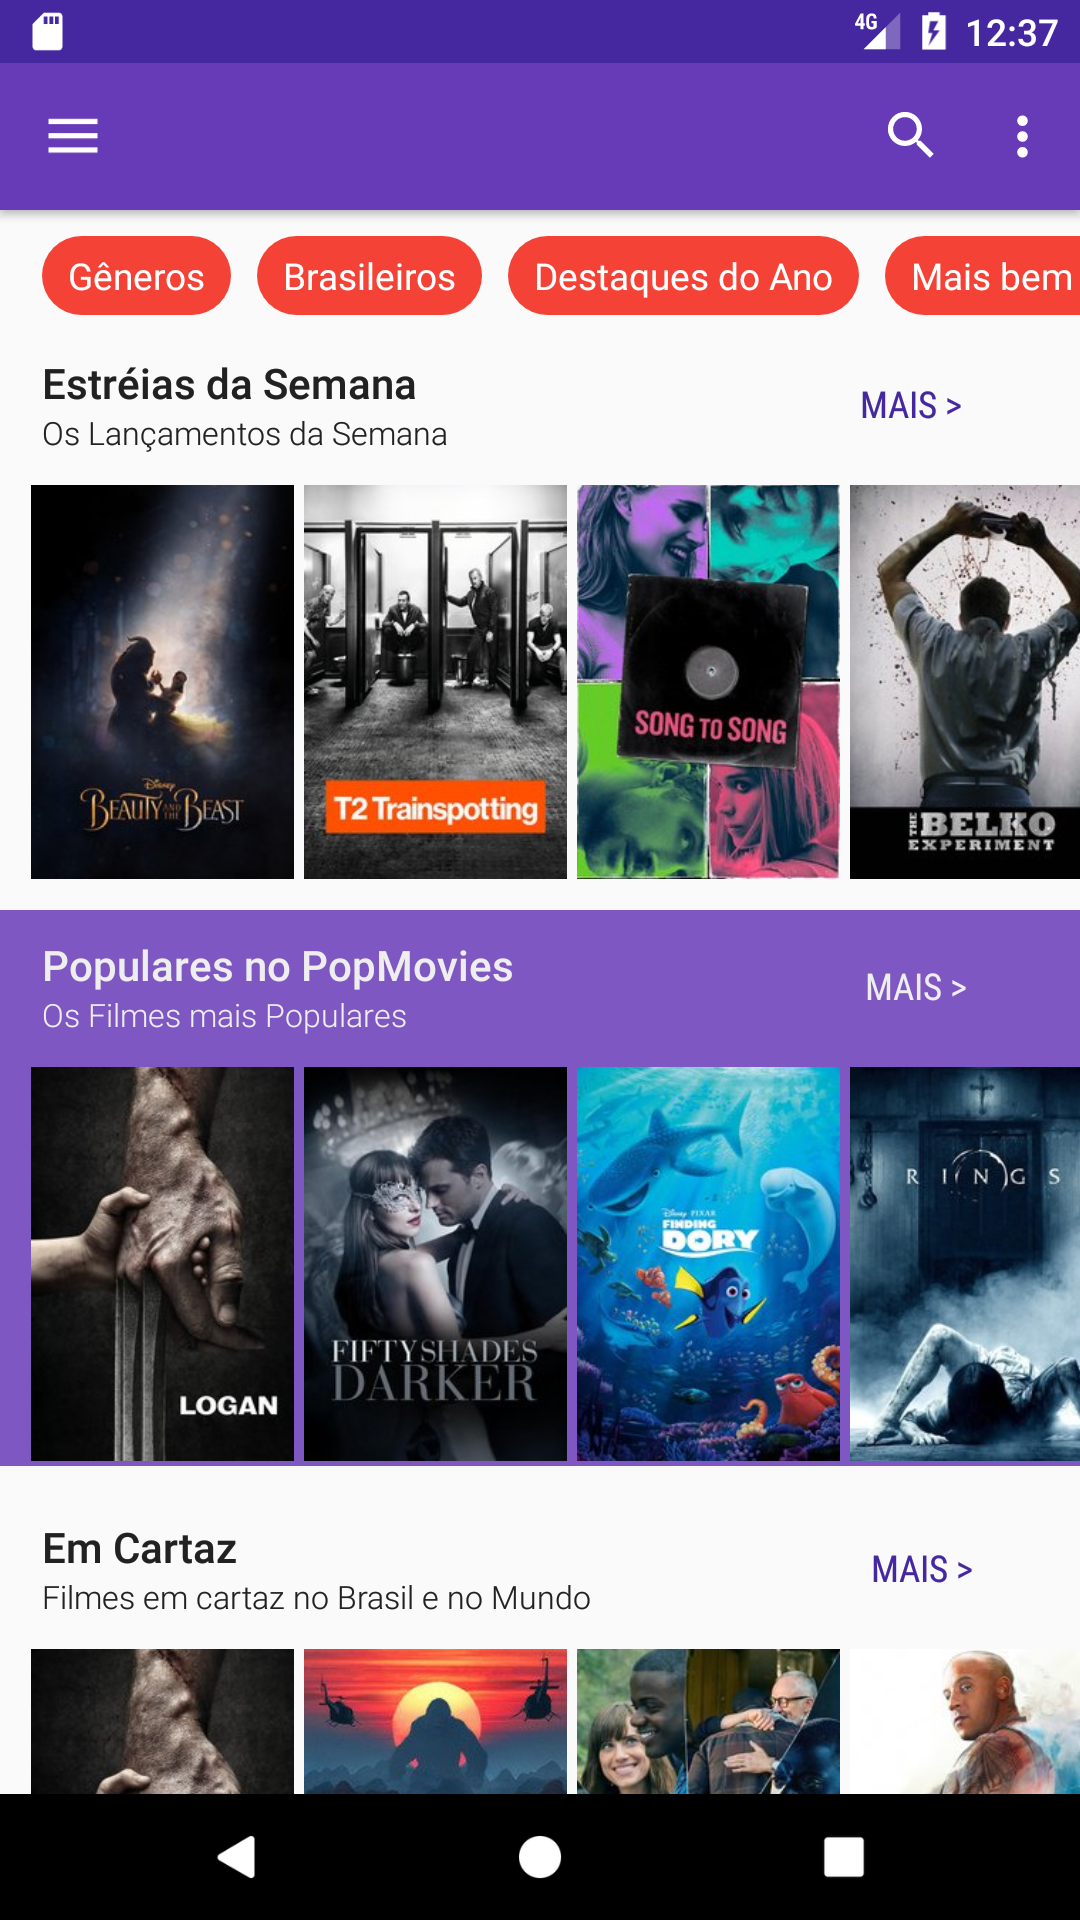 4G 12:37
Gêneros Brasileiros Destaques do Ano Mais bem
Estréias da Semana
MAIS >
Os Lançamentos da Semana
Disney
BEAUTY AND THE BEAST
T2 Trainspotting
SONG TO SONG
THE BELKO
EXPERIMENT
Populares no PopMovies
MAIS >
Os Filmes mais Populares
LOGAN
FIFTY SHADES
DARKER
Disney PIXAR
FINDING
DORY
RINGS
Em Cartaz
MAIS >
Filmes em cartaz no Brasil e no Mundo